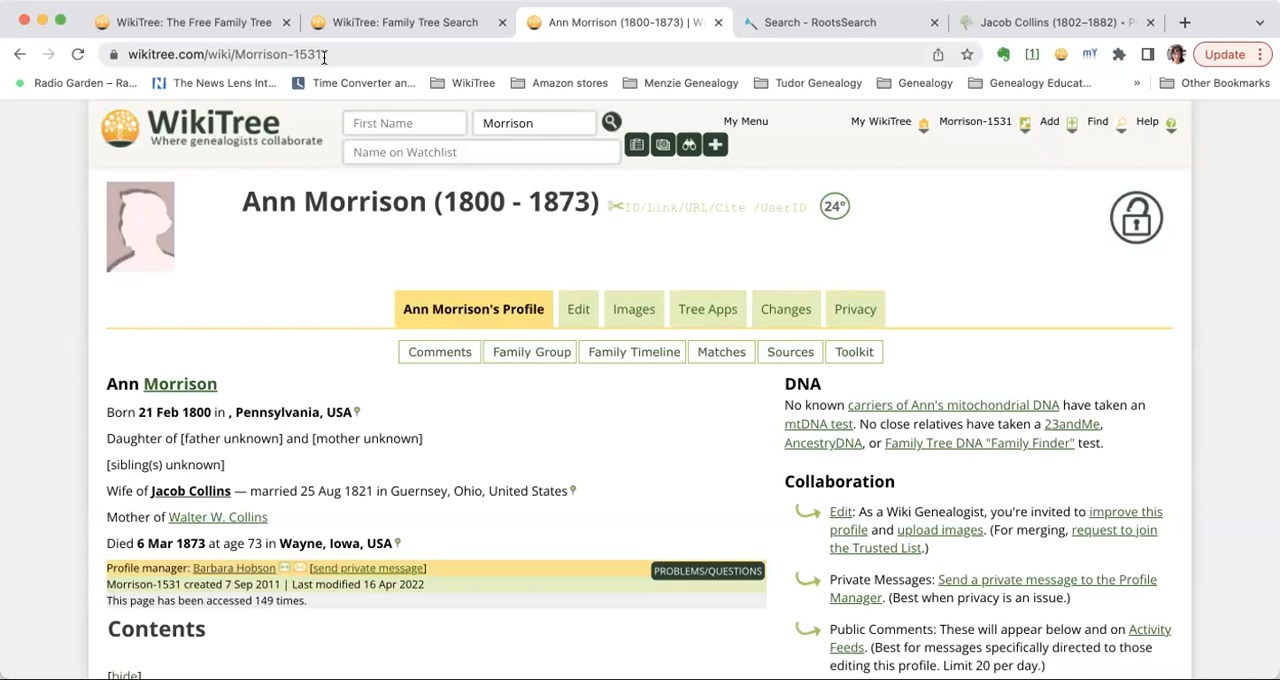 WikiTree: The Free Family Tree
WikiTree: Family Tree Search
Ann Morrison (1800-1873) | W
Search - RootsSearch
Jacob Collins (1802–1882) • P
wikitree.com/wiki/Morrison-1531
Update
Radio Garden – Ra...
The News Lens Int...
Time Converter an...
WikiTree
Amazon stores
Menzie Genealogy
Tudor Genealogy
Genealogy
Genealogy Educat...
»
Other Bookmarks
WikiTree
Where genealogists collaborate
First Name
Morrison
Name on Watchlist
My Menu
My WikiTree
Morrison-1531
Add
Find
Help
Ann Morrison (1800 - 1873)
ID/Link/URL/Cite /UserID
24°
Ann Morrison's Profile
Edit
Images
Tree Apps
Changes
Privacy
Comments
Family Group
Family Timeline
Matches
Sources
Toolkit
Ann Morrison
Born 21 Feb 1800 in , Pennsylvania, USA
Daughter of [father unknown] and [mother unknown]
[sibling(s) unknown]
Wife of Jacob Collins — married 25 Aug 1821 in Guernsey, Ohio, United States
Mother of Walter W. Collins
Died 6 Mar 1873 at age 73 in Wayne, Iowa, USA
Profile manager: Barbara Hobson [send private message]
Morrison-1531 created 7 Sep 2011 | Last modified 16 Apr 2022
This page has been accessed 149 times.
PROBLEMS/QUESTIONS
Contents
[hide]
DNA
No known carriers of Ann's mitochondrial DNA have taken an
mtDNA test. No close relatives have taken a 23andMe,
AncestryDNA, or Family Tree DNA "Family Finder" test.
Collaboration
Edit: As a Wiki Genealogist, you're invited to improve this
profile and upload images. (For merging, request to join
the Trusted List.)
Private Messages: Send a private message to the Profile
Manager. (Best when privacy is an issue.)
Public Comments: These will appear below and on Activity
Feeds. (Best for messages specifically directed to those
editing this profile. Limit 20 per day.)